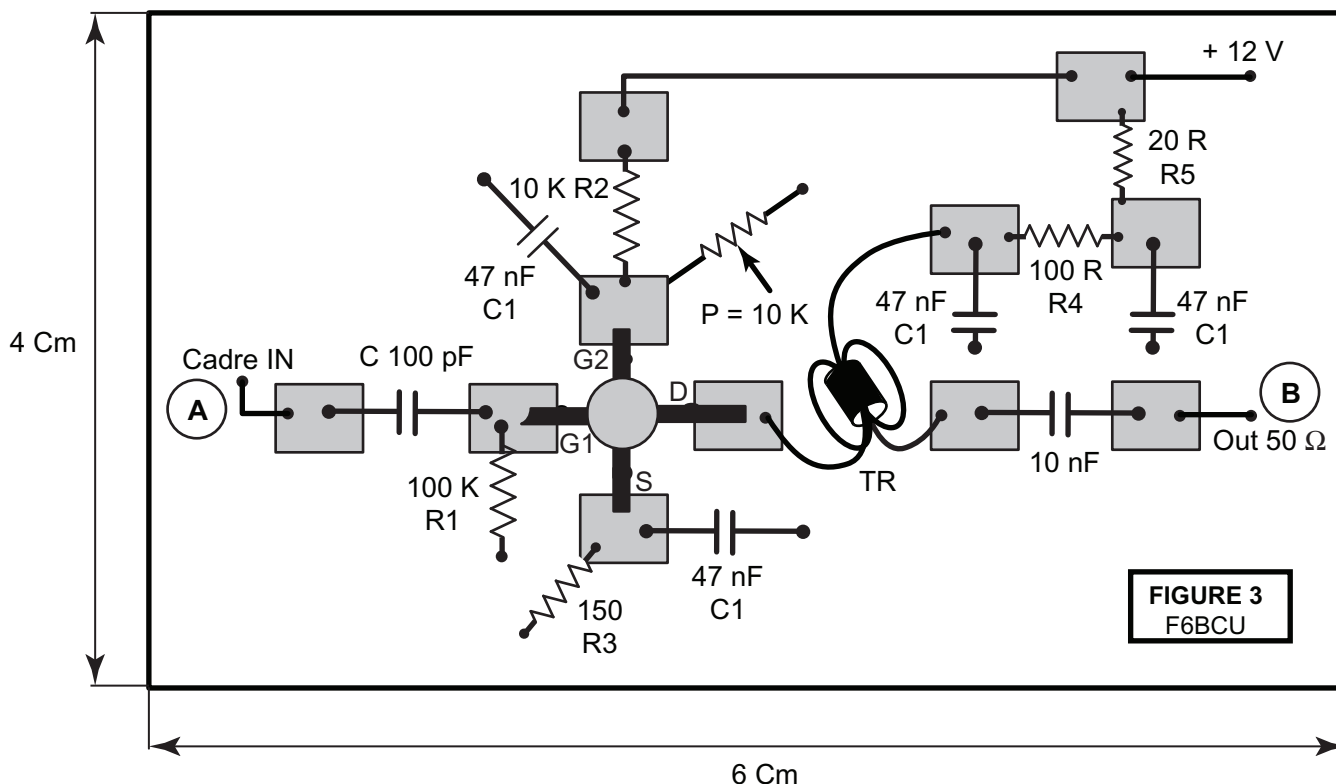 + 12 V
20 R
R5
10 K R2
47 nF
C1
P = 10 K
100 R
R4
47 nF
C1
47 nF
C1
4 Cm
Cadre IN
C 100 pF
G2
A
D
B
G1
Out 50 Ω
10 nF
TR
100 K
R1
S
47 nF
C1
150
R3
FIGURE 3
F6BCU
6 Cm